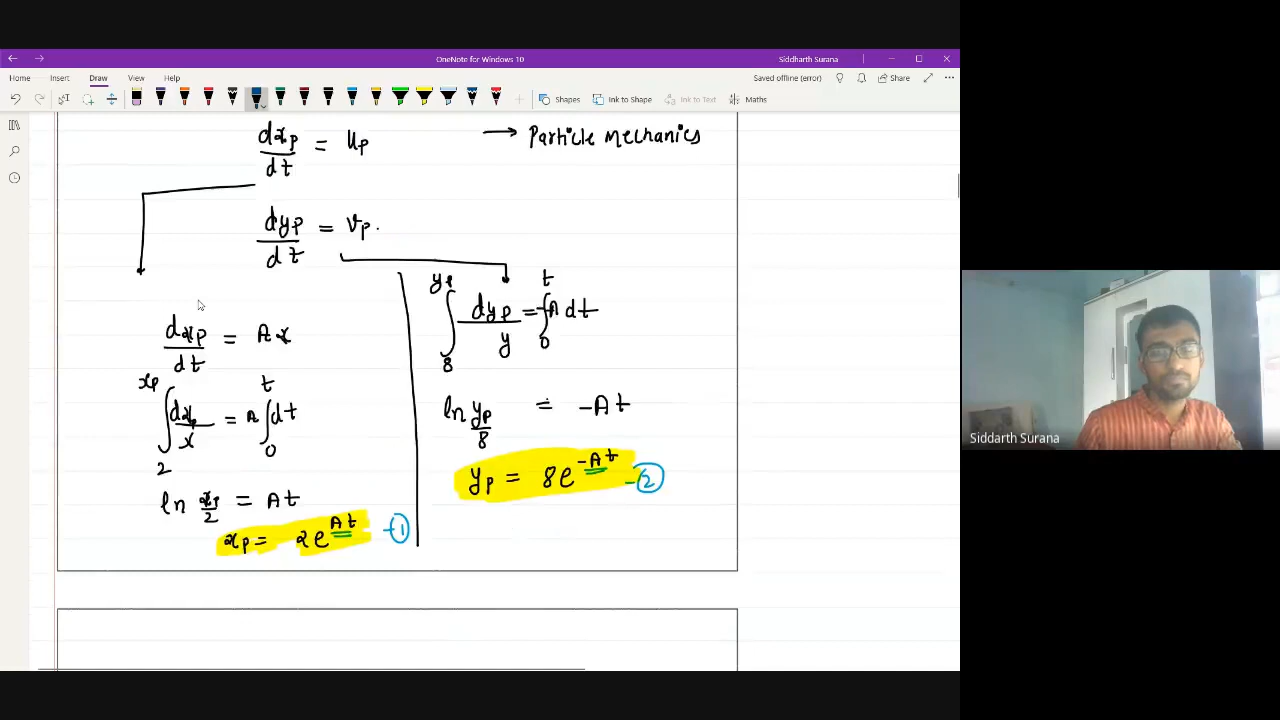 OneNote for Windows 10
Siddharth Surana
Home Insert Draw View Help
Saved offline (error)
Share
Shapes
Ink to Shape
Ink to Text
Maths
dxp/dt = up
→ Particle mechanics
dyp/dt = vp.
dxp/dt = Ax
∫₂^xp dxp/x = A ∫₀^t dt
ln xp/2 = At
xp = 2e^At -①
∫₈^yp dyp/y = ∫₀^t -A dt
ln yp/8 = -At
yp = 8e^-At -②
Siddarth Surana